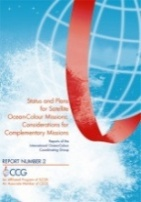 Status and Plans
for Satellite
Ocean-Colour Missions:
Considerations for
Complementary Missions
Reports of the
International Ocean-Colour
Coordinating Group
REPORT NUMBER 2
IOCCG